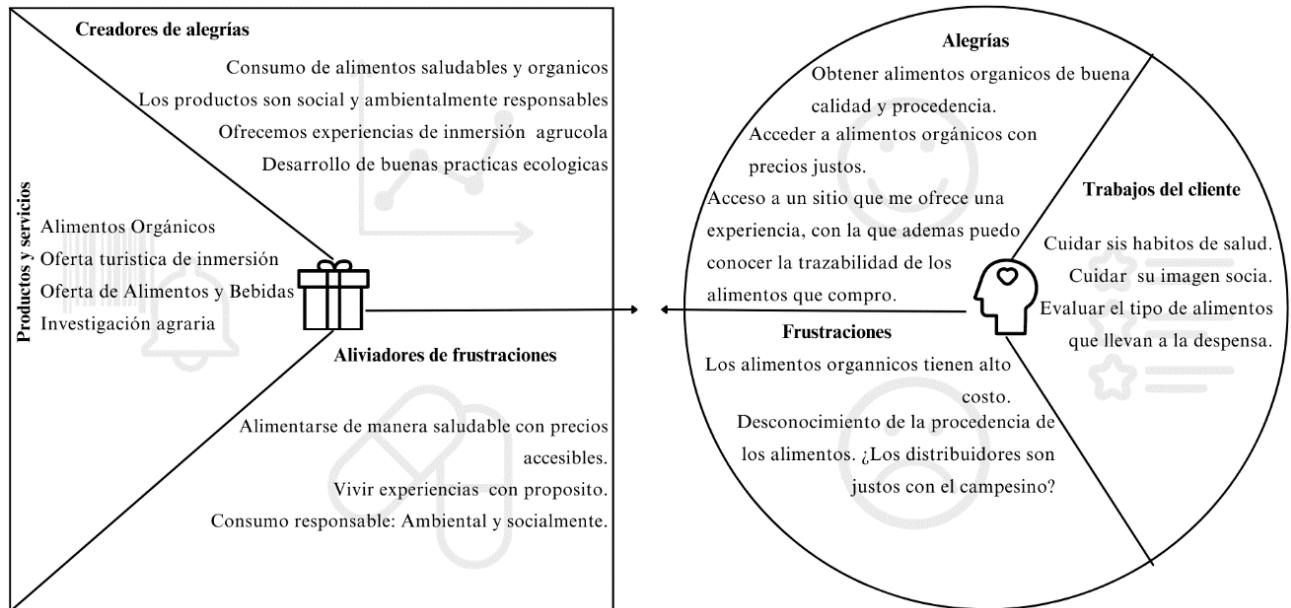 Creadores de alegrías
Consumo de alimentos saludables y organicos
Los productos son social y ambientalmente responsables
Ofrecemos experiencias de inmersión agrucola
Desarrollo de buenas practicas ecologicas
Productos y servicios
Alimentos Orgánicos
Oferta turistica de inmersión
Oferta de Alimentos y Bebidas
Investigación agraria
Aliviadores de frustraciones
Alimentarse de manera saludable con precios
accesibles.
Vivir experiencias con proposito.
Consumo responsable: Ambiental y socialmente.
Alegrías
Obtener alimentos organicos de buena
calidad y procedencia.
Acceder a alimentos orgánicos con
precios justos.
Acceso a un sitio que me ofrece una
experiencia, con la que ademas puedo
conocer la trazabilidad de los
alimentos que compro.
Frustraciones
Los alimentos organnicos tienen alto
costo.
Desconocimiento de la procedencia de
los alimentos. ¿Los distribuidores son
justos con el campesino?
Trabajos del cliente
Cuidar sis habitos de salud.
Cuidar su imagen socia.
Evaluar el tipo de alimentos
que llevan a la despensa.